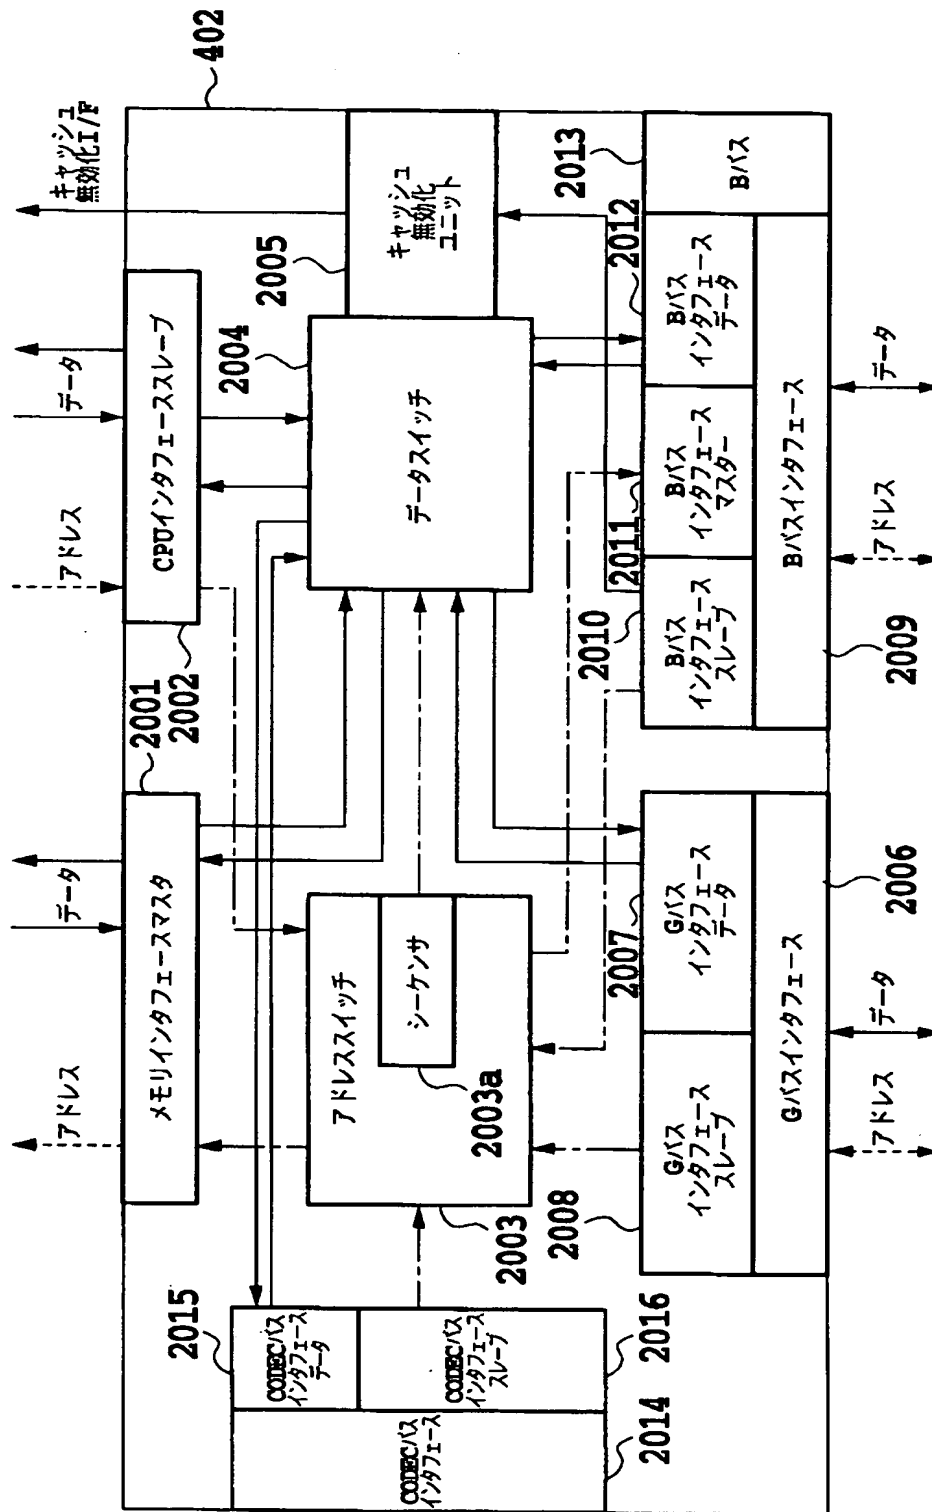 402
キャッシュ
無効化I/F
データ
アドレス
CPUインタフェーススレーブ
2002
2001
データ
アドレス
メモリインタフェースマスタ
キャッシュ
無効化
ユニット
2005
データスイッチ
2004
アドレススイッチ
シーケンサ
2003a
2003
2015
CODECバス
インタフェース
データ
CODECバス
インタフェース
スレーブ
2016
CODECバス
インタフェース
2014
2008
Gバス
インタフェース
スレーブ
2007
Gバス
インタフェース
データ
Gバスインタフェース
2006
アドレス
データ
2010
Bバス
インタフェース
スレーブ
2011
Bバス
インタフェース
マスター
2012
Bバス
インタフェース
データ
2013
Bバス
Bバスインタフェース
2009
アドレス
データ